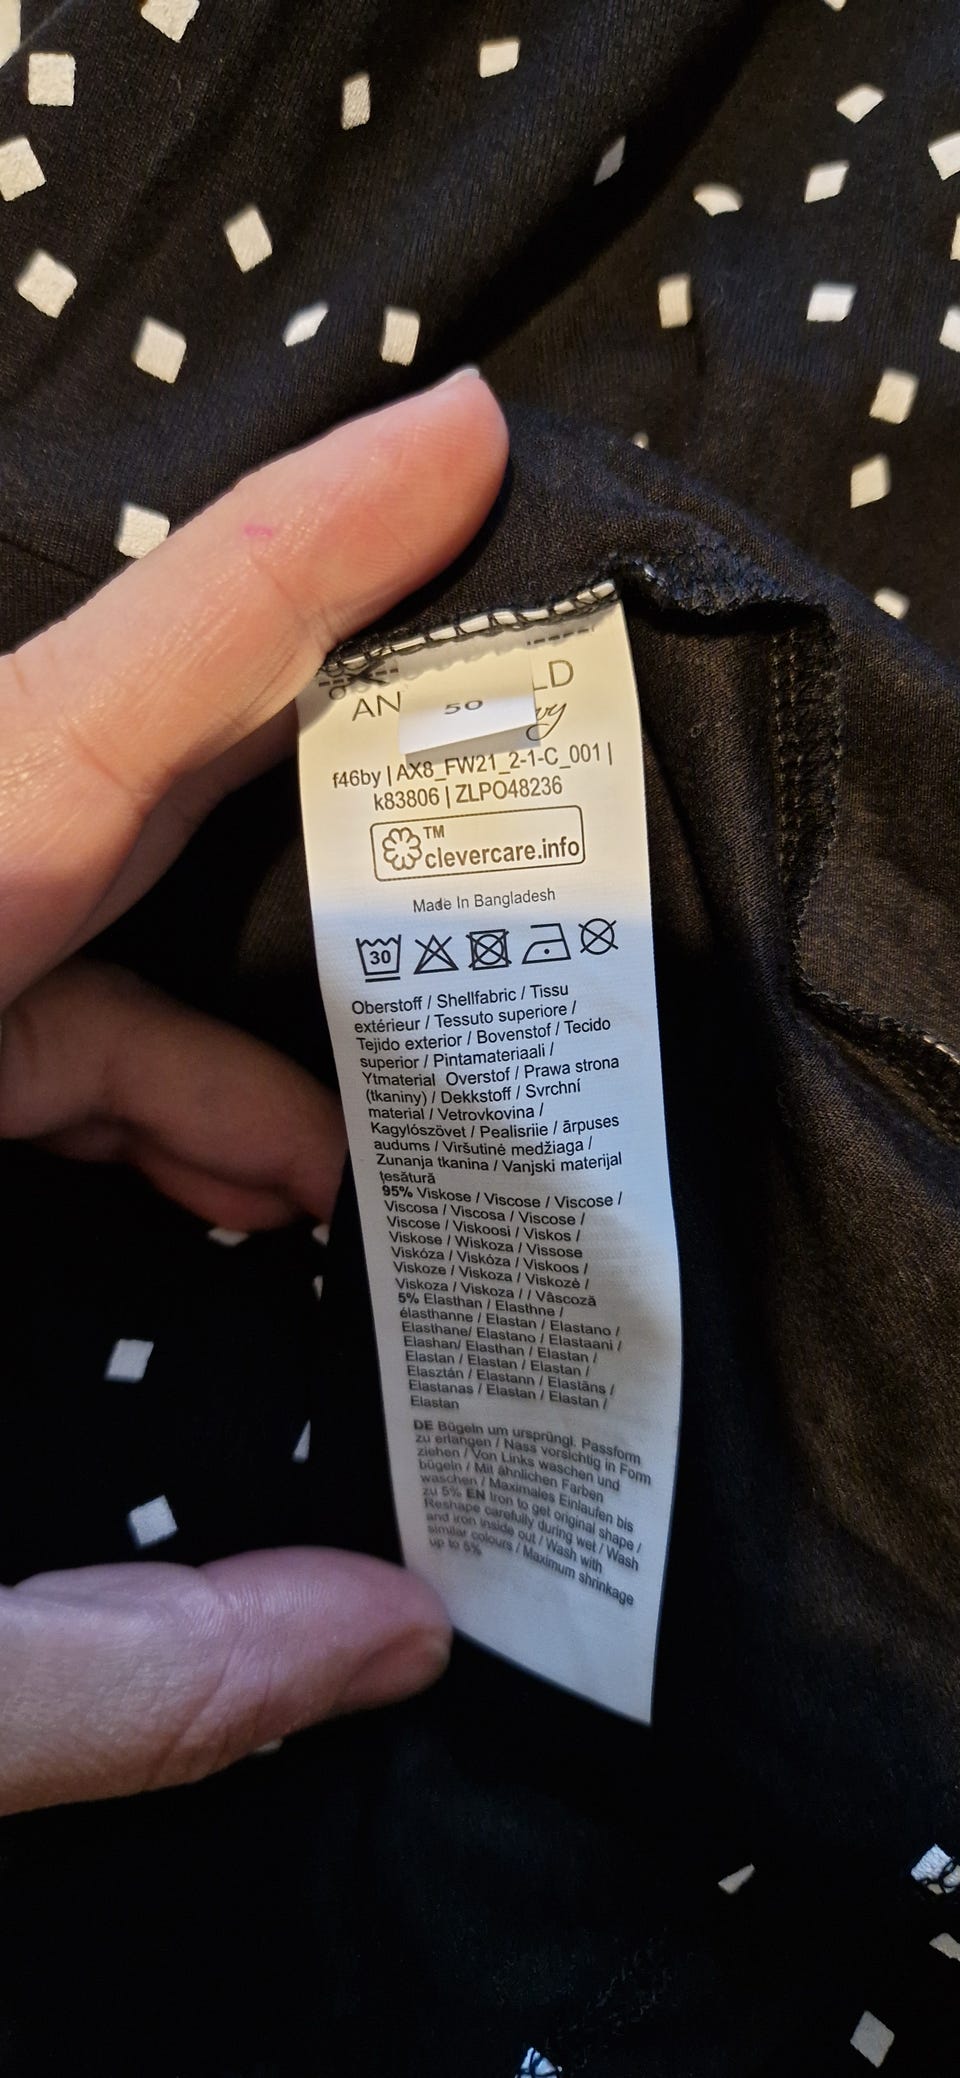 50
AN LD
f46by | AX8_FW21_2-1-C_001 |
k83806 | ZLPO48236
TM
clevercare.info
Made In Bangladesh
30
Oberstoff / Shellfabric / Tissu
extérieur / Tessuto superiore /
Tejido exterior / Bovenstof / Tecido
superior / Pintamateriaali /
Ytmaterial Overstof / Prawa strona
(tkaniny) / Dekkstoff / Svrchní
material / Vetrovkovina /
Kagylószövet / Pealisriie / ārpuses
audums / Viršutinė medžiaga /
Zunanja tkanina / Vanjski materijal
țesătură
95% Viskose / Viscose / Viscose /
Viscosa / Viscosa / Viscose /
Viscose / Viskoosi / Viskos /
Viskose / Wiskoza / Vissose
Viskóza / Viskóza / Viskoos /
Viskoze / Viskoza / Viskozė /
Viskoza / Viskoza / / Vâscoză
5% Elasthan / Elasthne /
élasthanne / Elastan / Elastano /
Elasthane/ Elastano / Elastaani /
Elashan/ Elasthan / Elastan /
Elastan / Elastan / Elastan /
Elasztán / Elastann / Elastāns /
Elastanas / Elastan / Elastan /
Elastan
DE Bügeln um ursprüngl. Passform
zu erlangen / Nass vorsichtig in Form
ziehen / Von Links waschen und
bügeln / Mit ähnlichen Farben
waschen / Maximales Einlaufen bis
zu 5% EN Iron to get original shape /
Reshape carefully during wet / Wash
and iron inside out / Wash with
similar colours / Maximum shrinkage
up to 5%